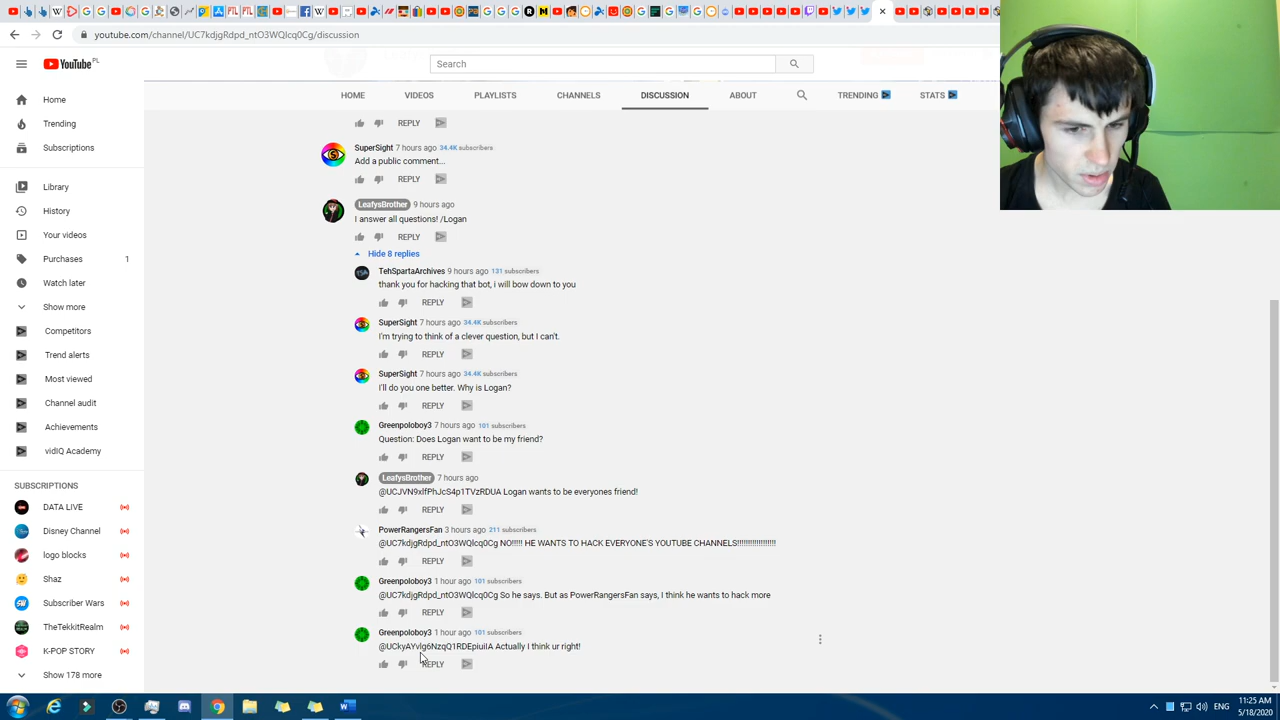 youtube.com/channel/UC7kdjgRdpd_ntO3WQlcq0Cg/discussion
YouTube PL
Search
HOME VIDEOS PLAYLISTS CHANNELS DISCUSSION ABOUT TRENDING STATS
Home
Trending
Subscriptions
Library
History
Your videos
Purchases 1
Watch later
Show more
Competitors
Trend alerts
Most viewed
Channel audit
Achievements
vidIQ Academy
SUBSCRIPTIONS
DATA LIVE
Disney Channel
logo blocks
Shaz
Subscriber Wars
TheTekkitRealm
K-POP STORY
Show 178 more
REPLY
SuperSight 7 hours ago 34.4K subscribers
Add a public comment...
REPLY
LeafysBrother 9 hours ago
I answer all questions! /Logan
REPLY
Hide 8 replies
TehSpartaArchives 9 hours ago 131 subscribers
thank you for hacking that bot, i will bow down to you
REPLY
SuperSight 7 hours ago 34.4K subscribers
I'm trying to think of a clever question, but I can't.
REPLY
SuperSight 7 hours ago 34.4K subscribers
I'll do you one better. Why is Logan?
REPLY
Greenpoloboy3 7 hours ago 101 subscribers
Question: Does Logan want to be my friend?
REPLY
LeafysBrother 7 hours ago
@UCJVN9xlfPhJcS4p1TVzRDUA Logan wants to be everyones friend!
REPLY
PowerRangersFan 3 hours ago 211 subscribers
@UC7kdjgRdpd_ntO3WQlcq0Cg NO!!!!! HE WANTS TO HACK EVERYONE'S YOUTUBE CHANNELS!!!!!!!!!!!!!!!!!!
REPLY
Greenpoloboy3 1 hour ago 101 subscribers
@UC7kdjgRdpd_ntO3WQlcq0Cg So he says. But as PowerRangersFan says, I think he wants to hack more
REPLY
Greenpoloboy3 1 hour ago 101 subscribers
@UCkyAYvlg6NzqQ1RDEpiuiIA Actually I think ur right!
REPLY
ENG 11:25 AM
5/18/2020